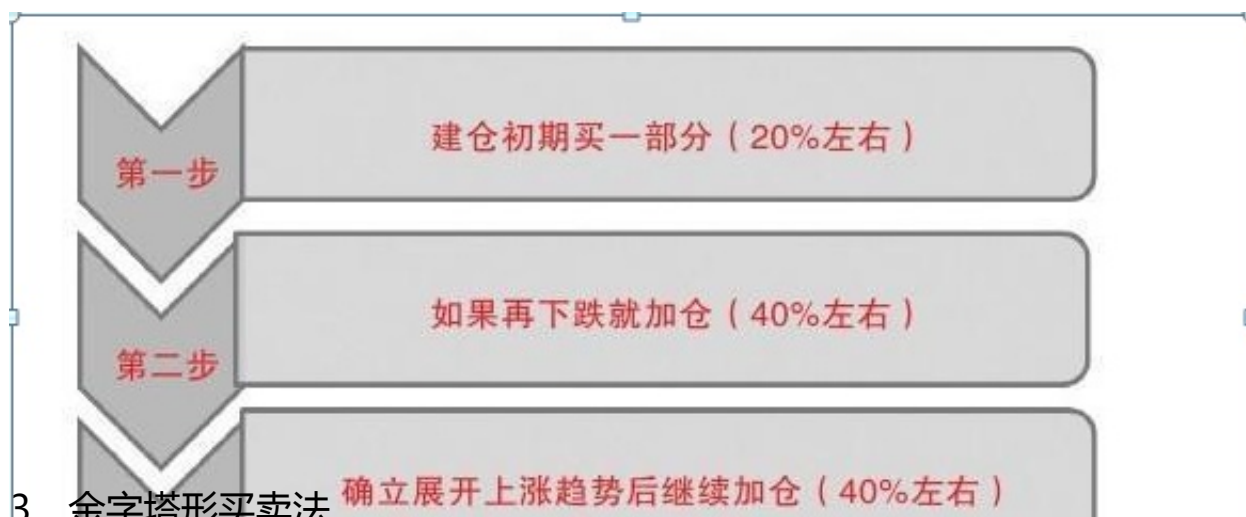 建仓初期买一部分（20%左右）
第一步
如果再下跌就加仓（40%左右）
第二步
确立展开上涨趋势后继续加仓（40%左右）
3 金字塔形买卖法